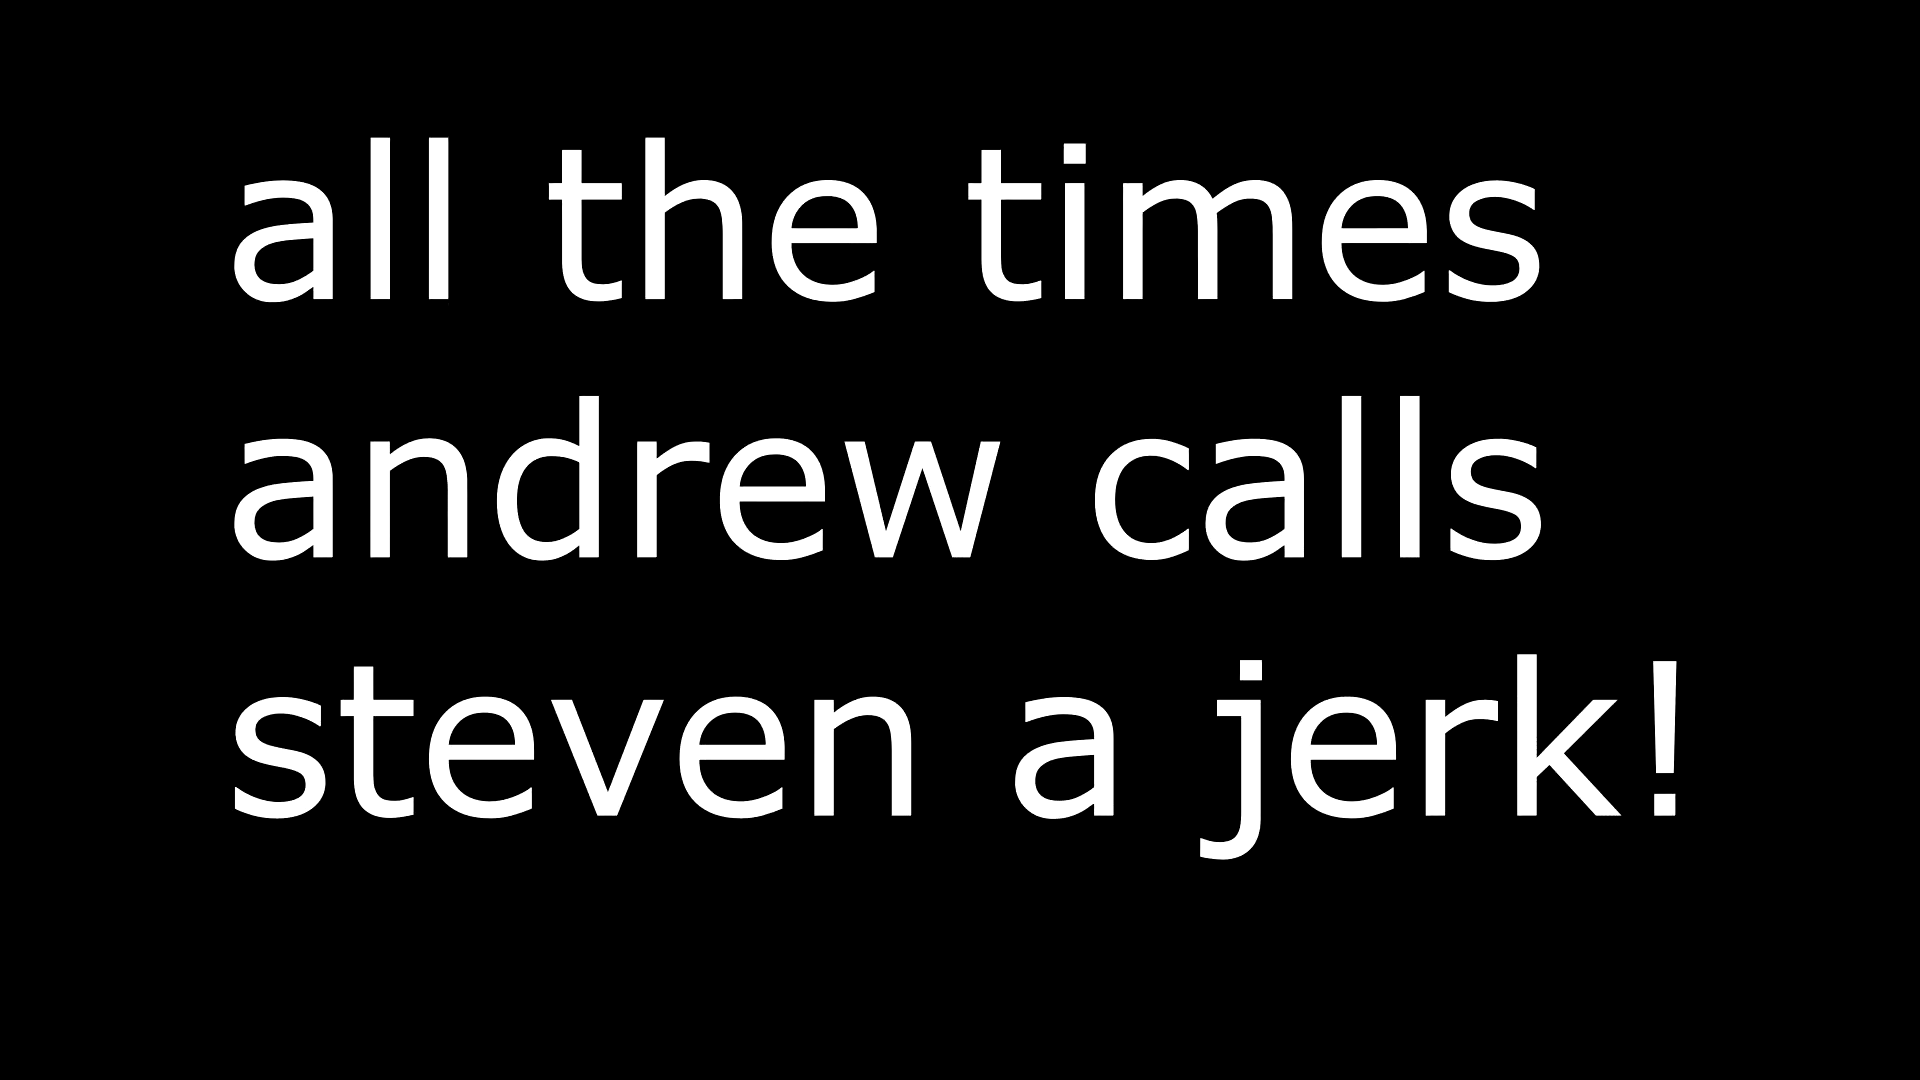 all the times
andrew calls
steven a jerk!